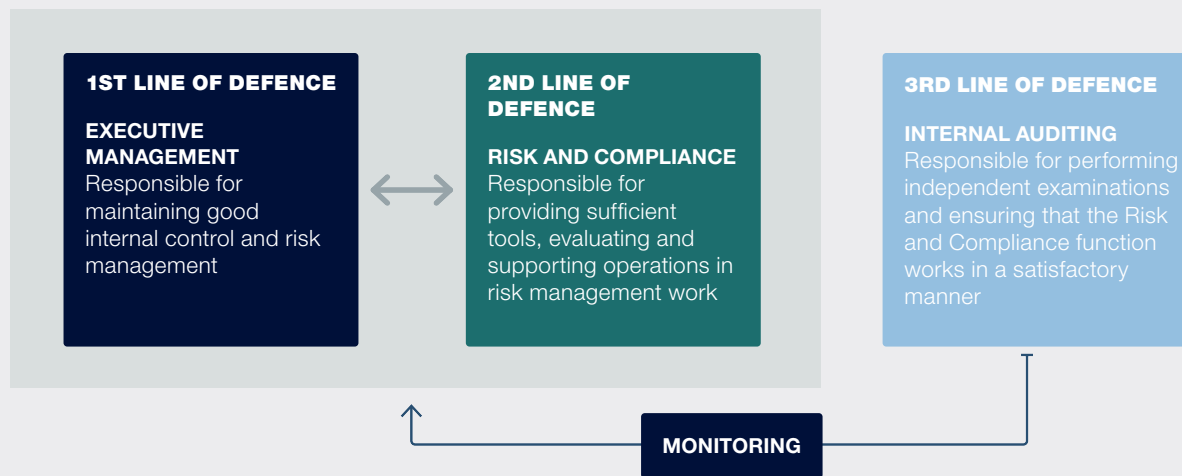 1ST LINE OF DEFENCE
EXECUTIVE
MANAGEMENT
Responsible for
maintaining good
internal control and risk
management
2ND LINE OF
DEFENCE
RISK AND COMPLIANCE
Responsible for
providing sufficient
tools, evaluating and
supporting operations in
risk management work
3RD LINE OF DEFENCE
INTERNAL AUDITING
Responsible for performing
independent examinations
and ensuring that the Risk
and Compliance function
works in a satisfactory
manner
MONITORING